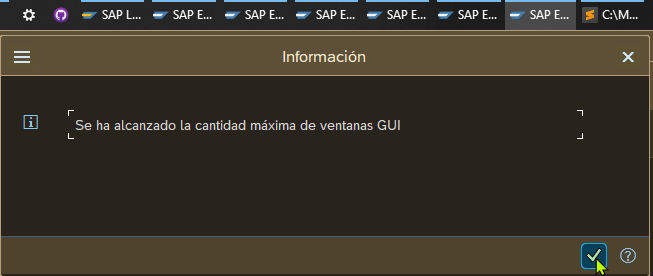 SAP L...
SAP E...
SAP E...
SAP E...
SAP E...
SAP E...
SAP E...
C:\M...
Información
Se ha alcanzado la cantidad máxima de ventanas GUI